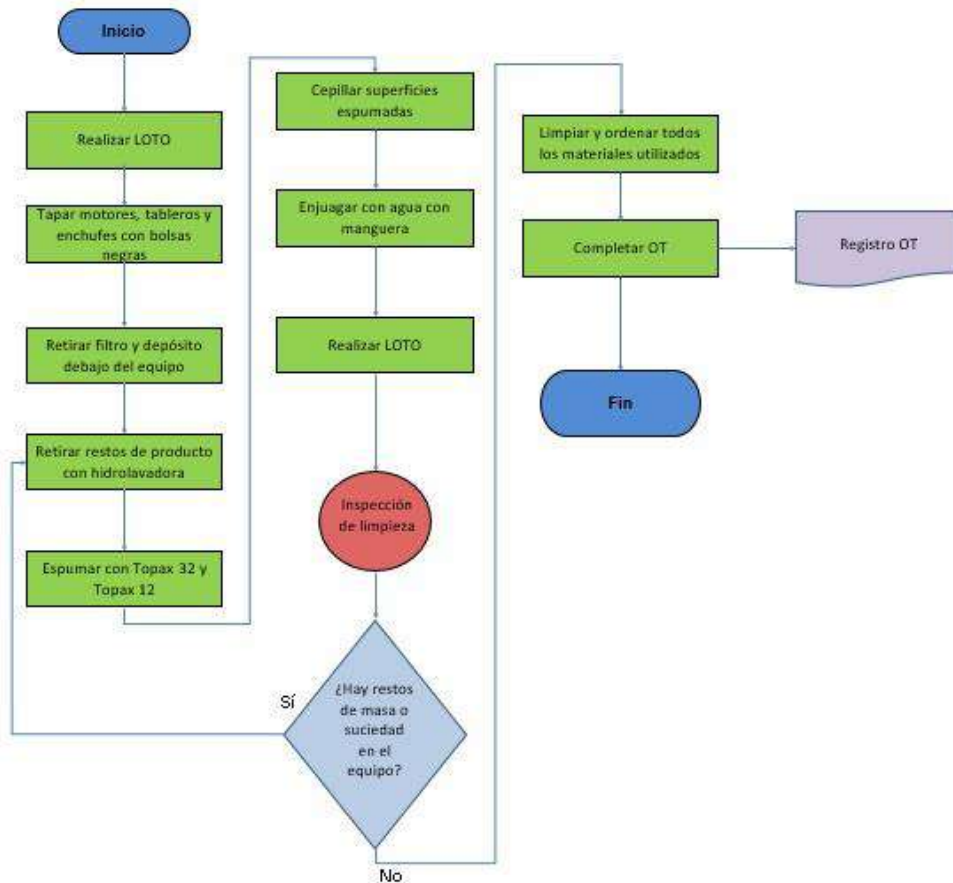 Inicio
Realizar LOTO
Tapar motores, tableros y
enchufes con bolsas
negras
Retirar filtro y depósito
debajo del equipo
Retirar restos de producto
con hidrolavadora
Espumar con Topax 32 y
Topax 12
Cepillar superficies
espumadas
Enjuagar con agua con
manguera
Realizar LOTO
Inspección
de limpieza
¿Hay restos
de masa o
suciedad
en el
equipo?
Sí
No
Limpiar y ordenar todos
los materiales utilizados
Completar OT
Registro OT
Fin